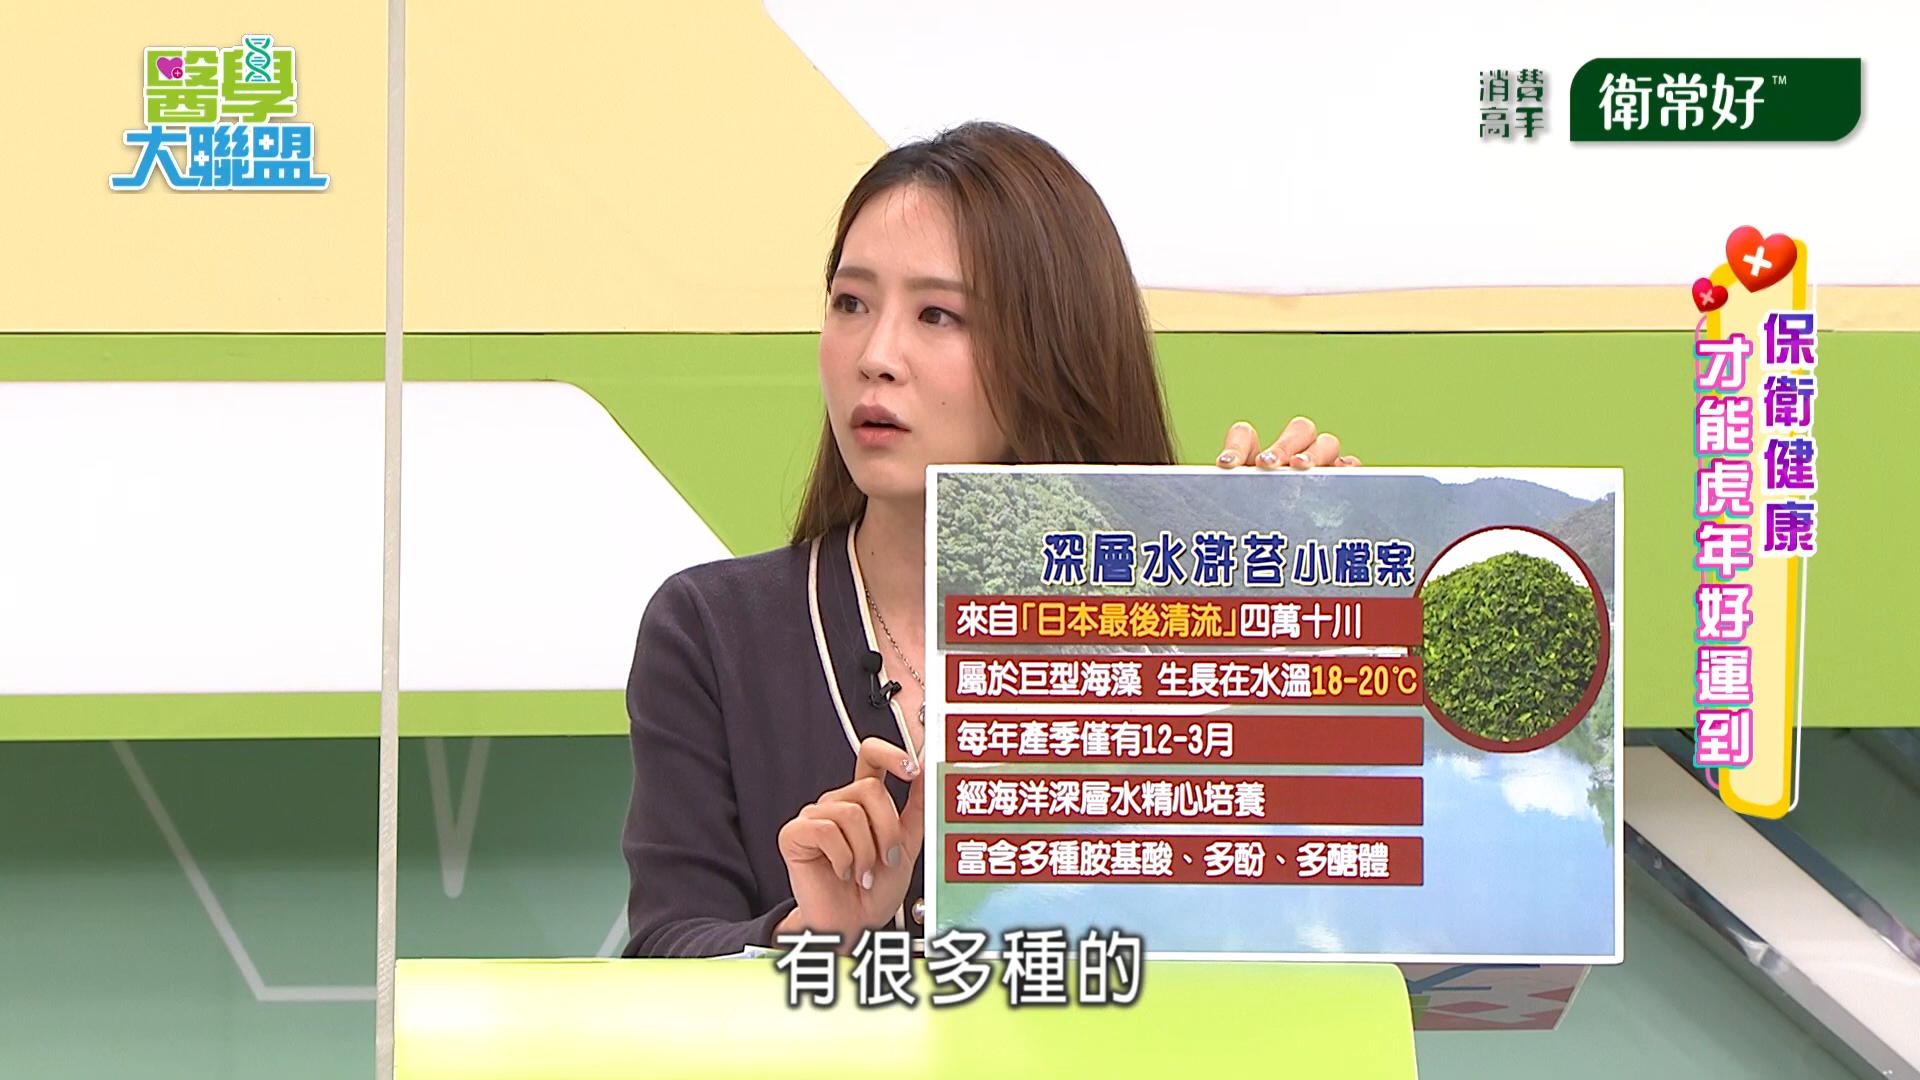 醫學
大聯盟
消費
高手
衛常好™
保衛健康
才能虎年好運到
深層水滸苔小檔案
來自「日本最後清流」四萬十川
屬於巨型海藻 生長在水溫18-20℃
每年產季僅有12-3月
經海洋深層水精心培養
富含多種胺基酸、多酚、多醣體
有很多種的